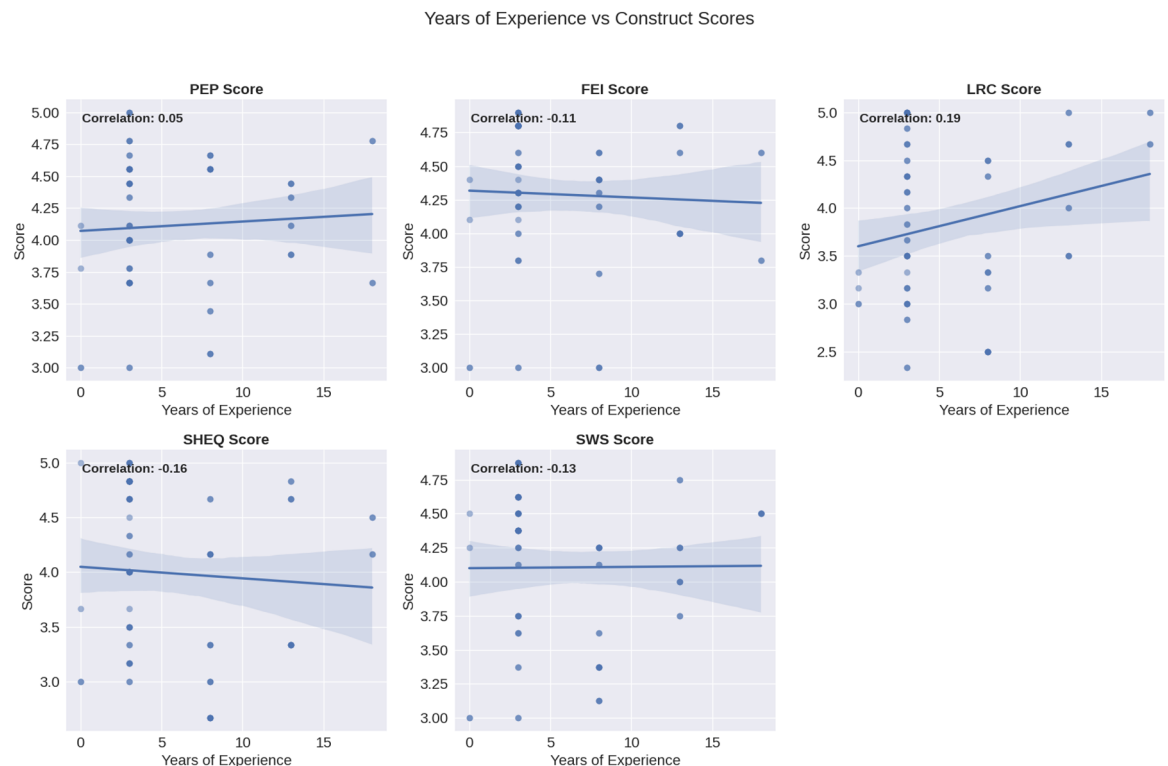 Years of Experience vs Construct Scores
PEP Score
Correlation: 0.05
5.00
4.75
4.50
4.25
4.00
3.75
3.50
3.25
3.00
Score
0 5 10 15
Years of Experience
FEI Score
Correlation: -0.11
4.75
4.50
4.25
4.00
3.75
3.50
3.25
3.00
Score
0 5 10 15
Years of Experience
LRC Score
Correlation: 0.19
5.0
4.5
4.0
3.5
3.0
2.5
Score
0 5 10 15
Years of Experience
SHEQ Score
Correlation: -0.16
5.0
4.5
4.0
3.5
3.0
Score
0 5 10 15
Years of Experience
SWS Score
Correlation: -0.13
4.75
4.50
4.25
4.00
3.75
3.50
3.25
3.00
Score
0 5 10 15
Years of Experience